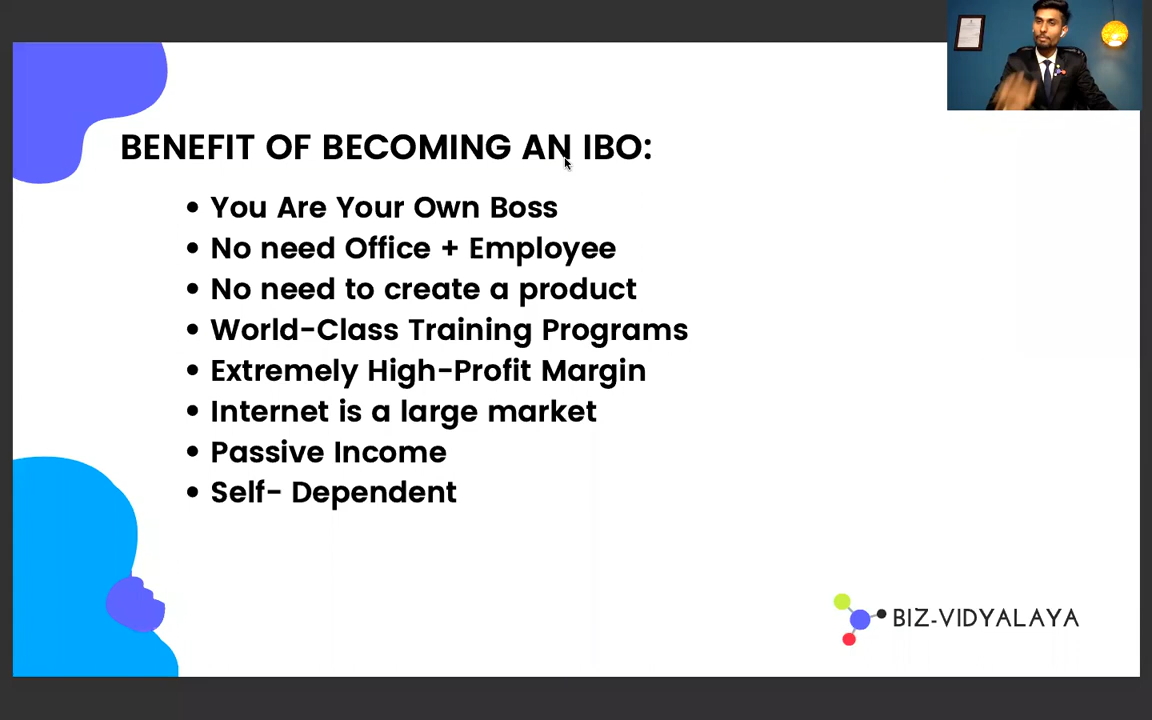 BENEFIT OF BECOMING AN IBO:
• You Are Your Own Boss
• No need Office + Employee
• No need to create a product
• World-Class Training Programs
• Extremely High-Profit Margin
• Internet is a large market
• Passive Income
• Self- Dependent
BIZ-VIDYALAYA